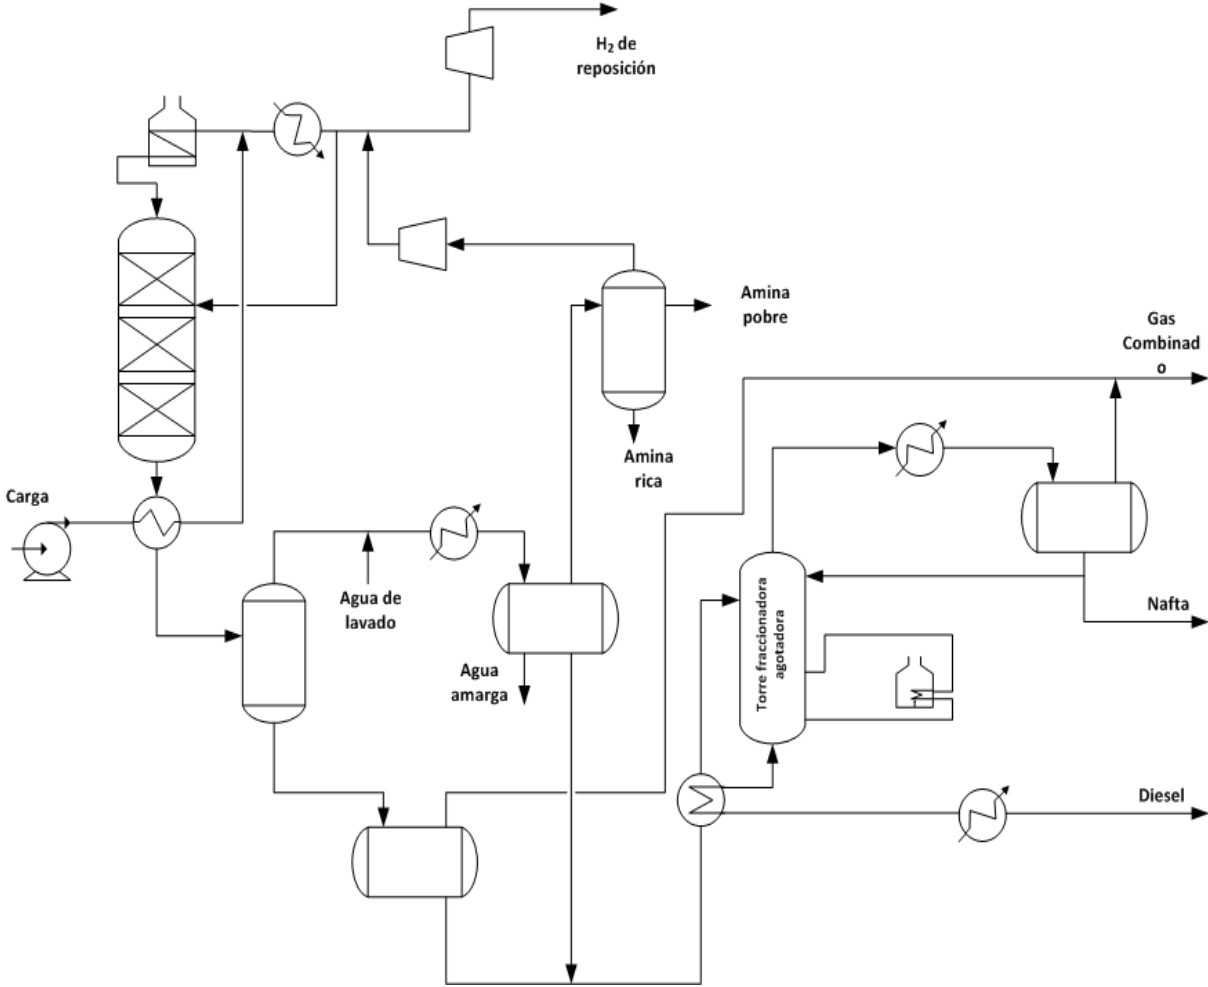 H₂ de
reposición
Amina
pobre
Gas
Combinad
o
Amina
rica
Carga
Agua de
lavado
Nafta
Torre fraccionadora
agotadora
Agua
amarga
Diesel